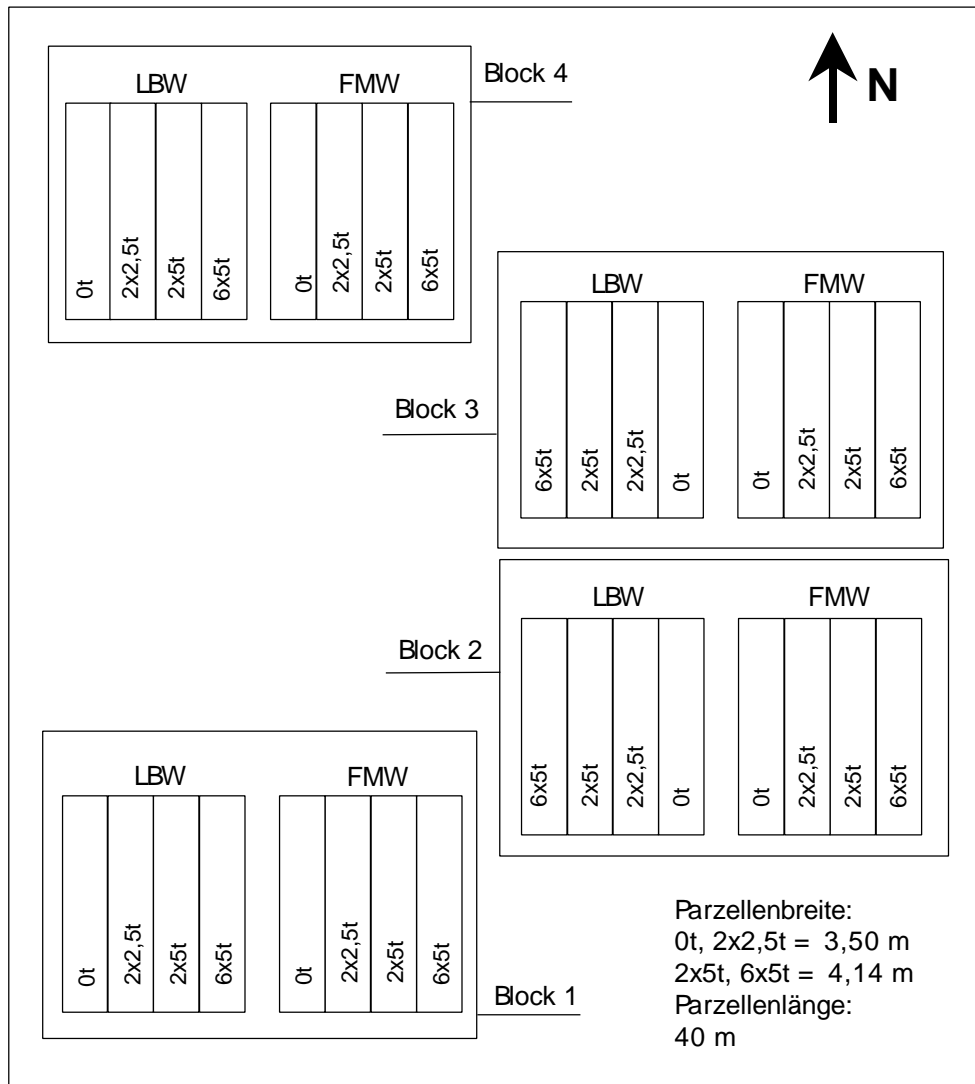 Block 4
N
LBW
FMW
0t
2x2,5t
2x5t
6x5t
0t
2x2,5t
2x5t
6x5t
Block 3
LBW
FMW
6x5t
2x5t
2x2,5t
0t
0t
2x2,5t
2x5t
6x5t
Block 2
LBW
FMW
6x5t
2x5t
2x2,5t
0t
0t
2x2,5t
2x5t
6x5t
LBW
FMW
0t
2x2,5t
2x5t
6x5t
0t
2x2,5t
2x5t
6x5t
Block 1
Parzellenbreite:
0t, 2x2,5t = 3,50 m
2x5t, 6x5t = 4,14 m
Parzellenlänge:
40 m